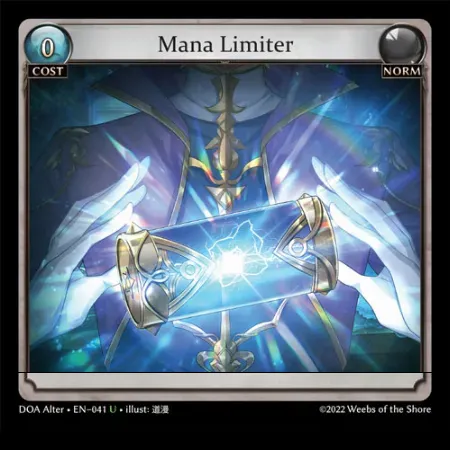 0 Mana Limiter
COST NORM
DOA Alter • EN-041 U • illust: 道漫 ©2022 Weebs of the Shore